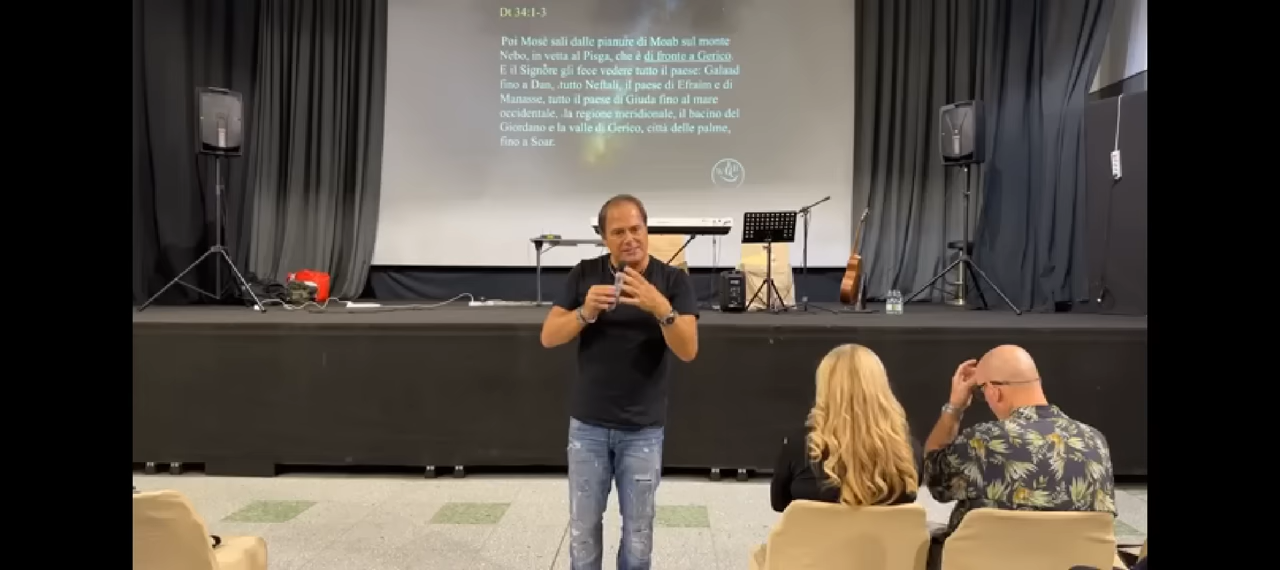 Dt 34:1-3
Poi Mosè salì dalle pianure di Moab sul monte
Nebo, in vetta al Pisga, che è di fronte a Gerico.
E il Signore gli fece vedere tutto il paese: Galaad
fino a Dan, tutto Neftali, il paese di Efraim e di
Manasse, tutto il paese di Giuda fino al mare
occidentale, la regione meridionale, il bacino del
Giordano e la valle di Gerico, città delle palme,
fino a Soar.